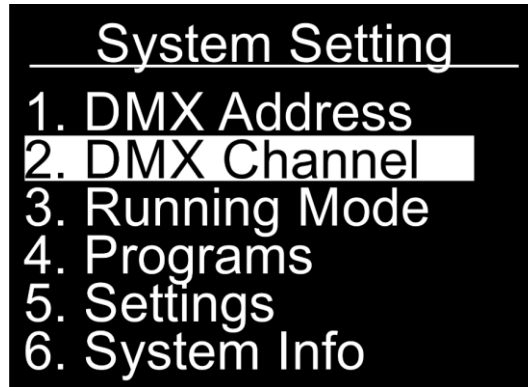 System Setting
1. DMX Address
2. DMX Channel
3. Running Mode
4. Programs
5. Settings
6. System Info